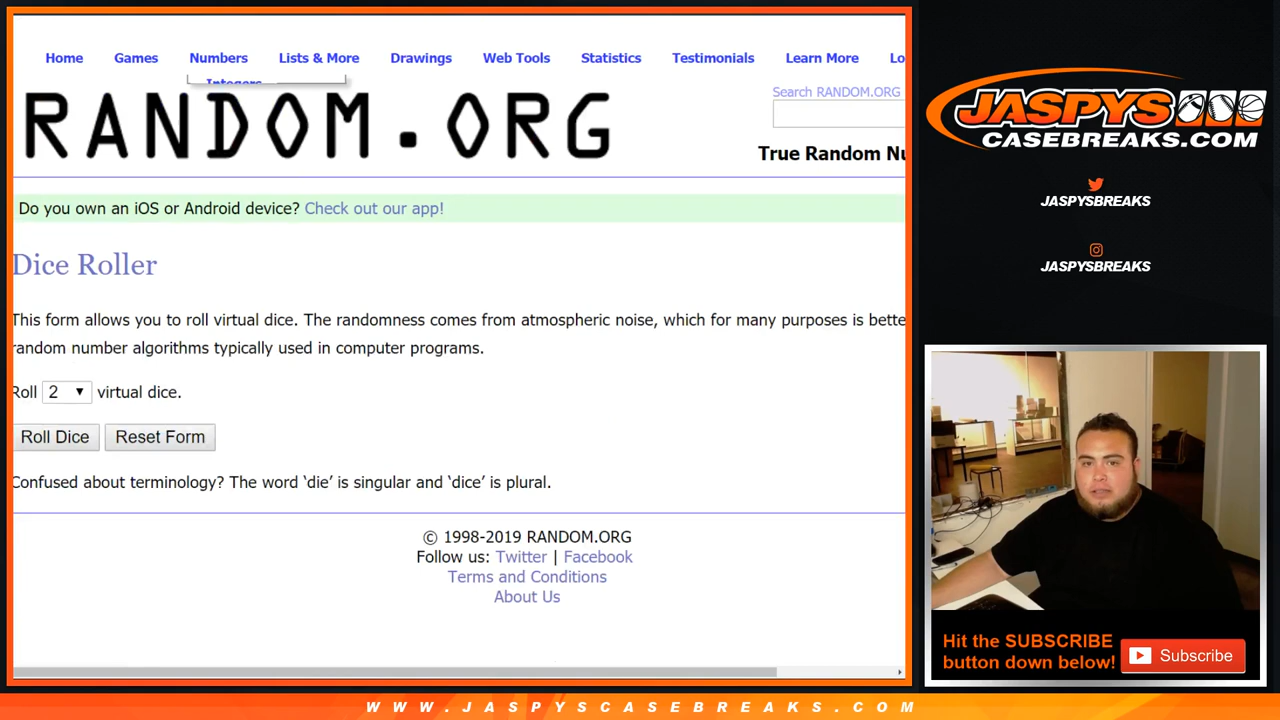 Home Games Numbers Lists & More Drawings Web Tools Statistics Testimonials Learn More Lo
Integers
Search RANDOM.ORG
RANDOM.ORG
True Random Nu
Do you own an iOS or Android device? Check out our app!
Dice Roller
This form allows you to roll virtual dice. The randomness comes from atmospheric noise, which for many purposes is bette
random number algorithms typically used in computer programs.
Roll 2 virtual dice.
Roll Dice Reset Form
Confused about terminology? The word ‘die’ is singular and ‘dice’ is plural.
© 1998-2019 RANDOM.ORG
Follow us: Twitter | Facebook
Terms and Conditions
About Us
JASPYS
CASEBREAKS.COM
JASPYSBREAKS
JASPYSBREAKS
Hit the SUBSCRIBE
button down below!
Subscribe
WWW.JASPYSCASEBREAKS.COM